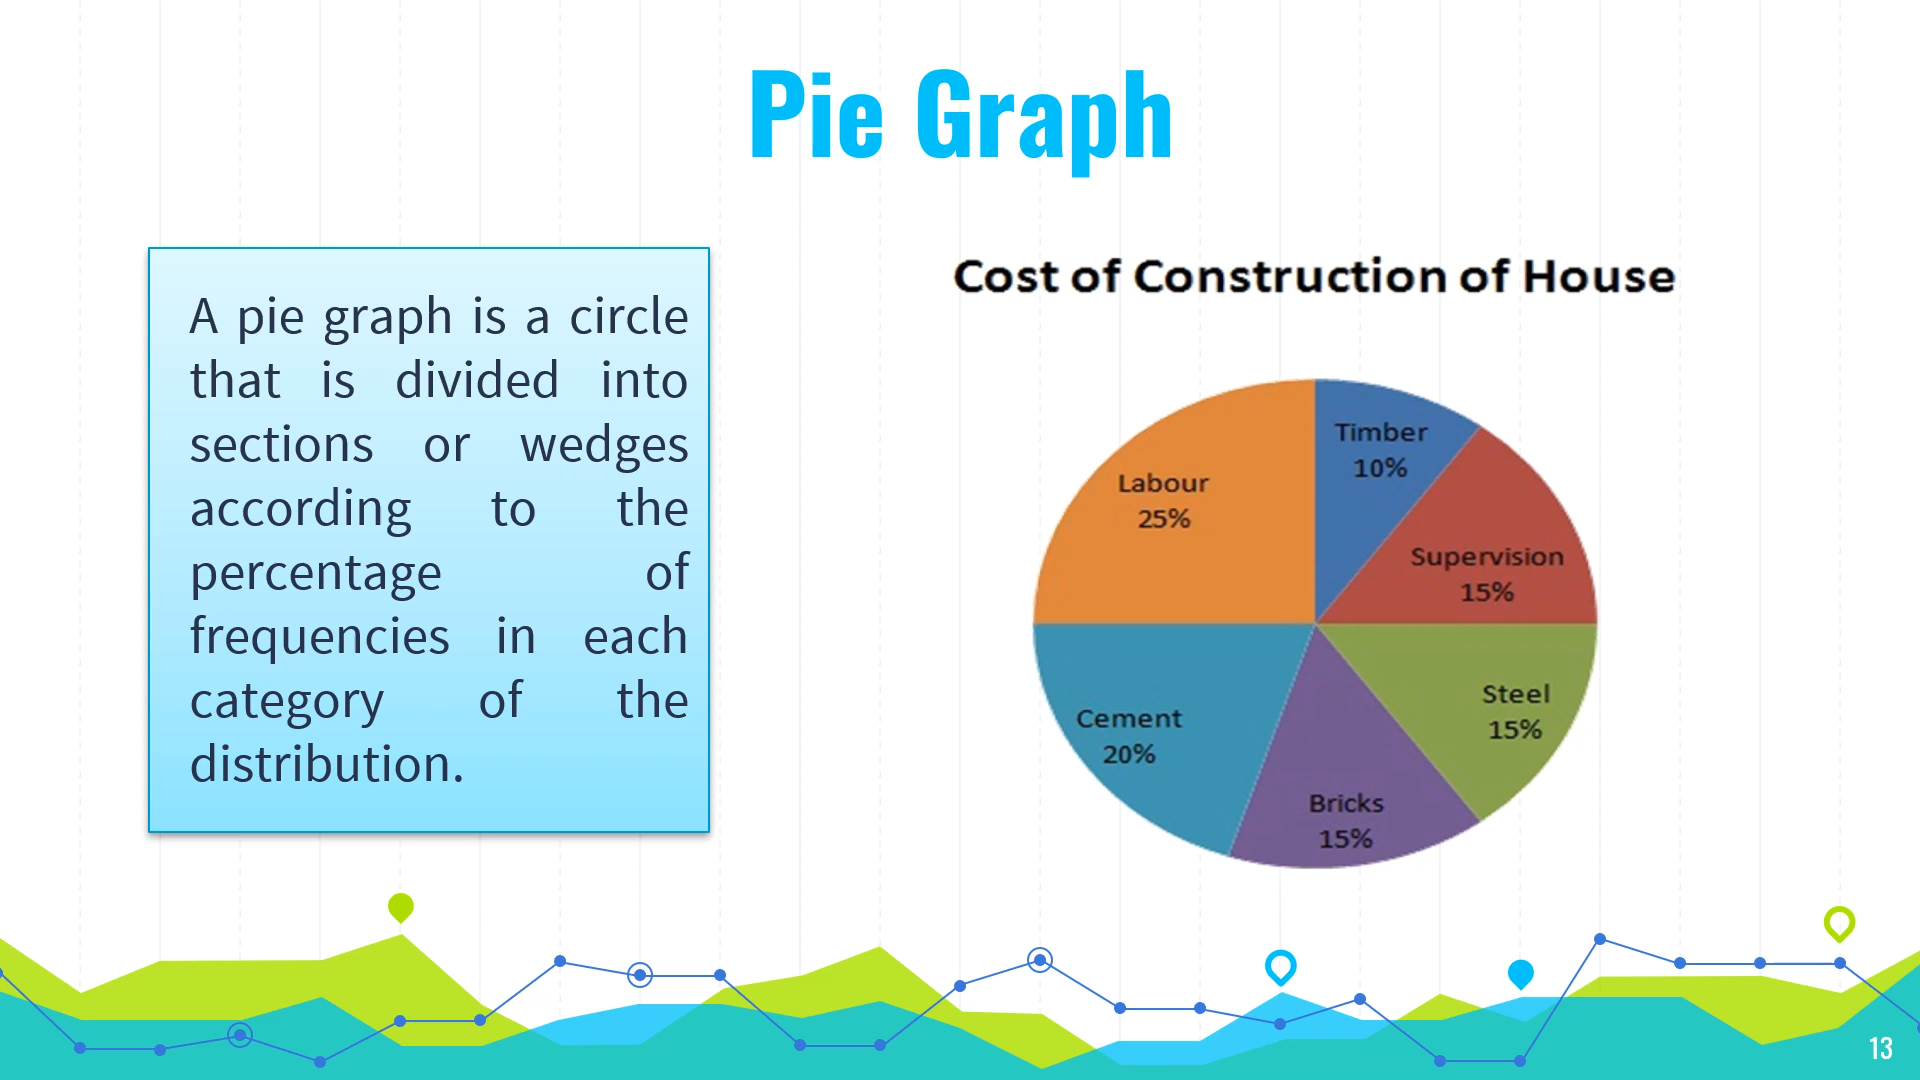 Pie Graph
A pie graph is a circle
that is divided into
sections or wedges
according to the
percentage of
frequencies in each
category of the
distribution.
Cost of Construction of House
Timber
10%
Labour
25%
Supervision
15%
Steel
15%
Cement
20%
Bricks
15%
13